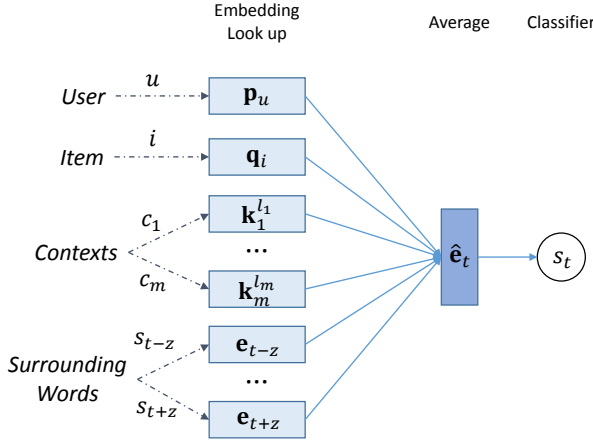 Embedding
Look up
Average
Classifier
User
u
𝐩_u
Item
i
𝐪_i
Contexts
c_1
𝐤_1^{l_1}
...
c_m
𝐤_m^{l_m}
ê_t
s_t
Surrounding
Words
s_{t−z}
𝐞_{t−z}
...
s_{t+z}
𝐞_{t+z}